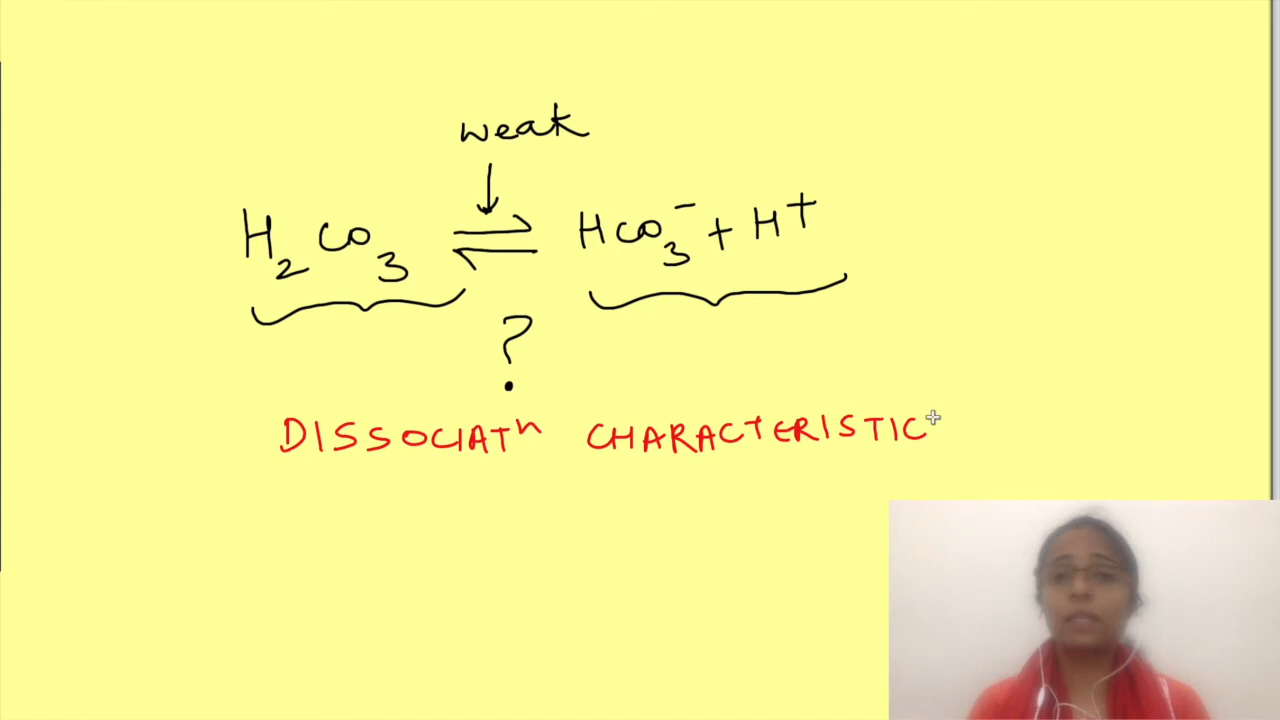 weak
H₂CO₃ ⇌ HCO₃⁻ + H⁺
?
DISSOCIATⁿ CHARACTERISTIC